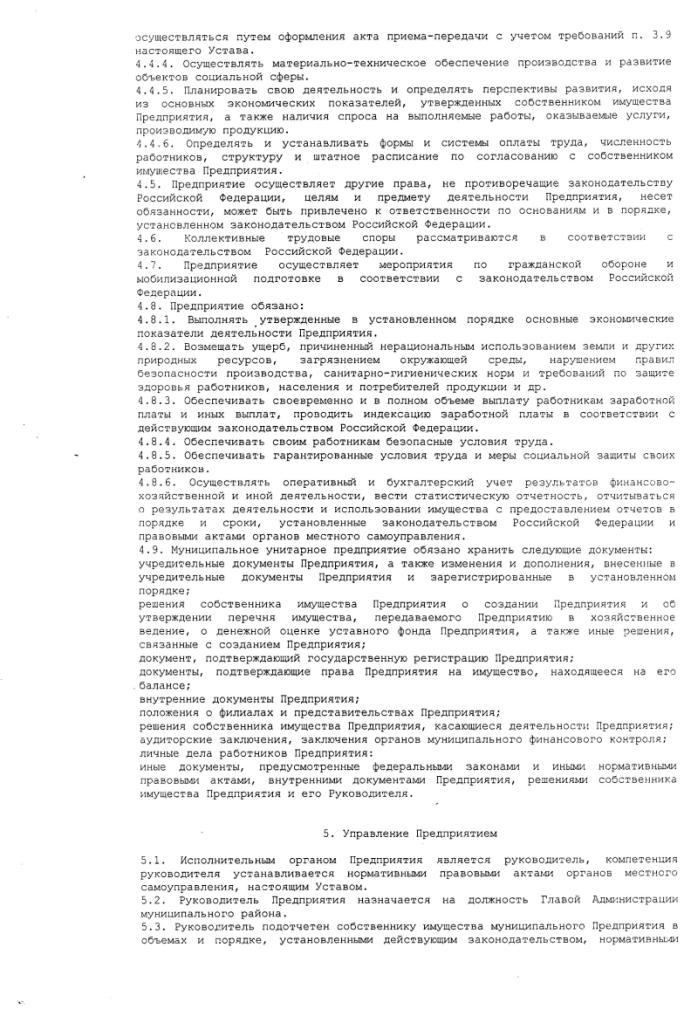 осуществляться путем оформления акта приема-передачи с учетом требований п. 3.9
настоящего Устава.
4.4.4. Осуществлять материально-техническое обеспечение производства и развитие
объектов социальной сферы.
4.4.5. Планировать свою деятельность и определять перспективы развития, исходя
из основных экономических показателей, утвержденных собственником имущества
Предприятия, а также наличия спроса на выполняемые работы, оказываемые услуги,
производимую продукцию.
4.4.6. Определять и устанавливать формы и системы оплаты труда, численность
работников, структуру и штатное расписание по согласованию с собственником
имущества Предприятия.
4.5. Предприятие осуществляет другие права, не противоречащие законодательству
Российской Федерации, целям и предмету деятельности Предприятия, несет
обязанности, может быть привлечено к ответственности по основаниям и в порядке,
установленном законодательством Российской Федерации.
4.6. Коллективные трудовые споры рассматриваются в соответствии с
законодательством Российской Федерации.
4.7. Предприятие осуществляет мероприятия по гражданской обороне и
мобилизационной подготовке в соответствии с законодательством Российской
Федерации.
4.8. Предприятие обязано:
4.8.1. Выполнять утвержденные в установленном порядке основные экономические
показатели деятельности Предприятия.
4.8.2. Возмещать ущерб, причиненный нерациональным использованием земли и других
природных ресурсов, загрязнением окружающей среды, нарушением правил
безопасности производства, санитарно-гигиенических норм и требований по защите
здоровья работников, населения и потребителей продукции и др.
4.8.3. Обеспечивать своевременно и в полном объеме выплату работникам заработной
платы и иных выплат, проводить индексацию заработной платы в соответствии с
действующим законодательством Российской Федерации.
4.8.4. Обеспечивать своим работникам безопасные условия труда.
4.8.5. Обеспечивать гарантированные условия труда и меры социальной защиты своих
работников.
4.8.6. Осуществлять оперативный и бухгалтерский учет результатов финансово-
хозяйственной и иной деятельности, вести статистическую отчетность, отчитываться
о результатах деятельности и использовании имущества с предоставлением отчетов в
порядке и сроки, установленные законодательством Российской Федерации и
правовыми актами органов местного самоуправления.
4.9. Муниципальное унитарное предприятие обязано хранить следующие документы:
учредительные документы Предприятия, а также изменения и дополнения, внесенные в
учредительные документы Предприятия и зарегистрированные в установленном
порядке;
решения собственника имущества Предприятия о создании Предприятия и об
утверждении перечня имущества, передаваемого Предприятию в хозяйственное
ведение, о денежной оценке уставного фонда Предприятия, а также иные решения,
связанные с созданием Предприятия;
документ, подтверждающий государственную регистрацию Предприятия;
документы, подтверждающие права Предприятия на имущество, находящееся на его
балансе;
внутренние документы Предприятия;
положения о филиалах и представительствах Предприятия;
решения собственника имущества Предприятия, касающиеся деятельности Предприятия;
аудиторские заключения, заключения органов муниципального финансового контроля;
личные дела работников Предприятия:
иные документы, предусмотренные федеральными законами и иными нормативными
правовыми актами, внутренними документами Предприятия, решениями собственника
имущества Предприятия и его Руководителя.
5. Управление Предприятием
5.1. Исполнительным органом Предприятия является руководитель, компетенция
руководителя устанавливается нормативными правовыми актами органов местного
самоуправления, настоящим Уставом.
5.2. Руководитель Предприятия назначается на должность Главой Администрации
муниципального района.
5.3. Руководитель подотчетен собственнику имущества муниципального Предприятия в
объемах и порядке, установленными действующим законодательством, нормативными